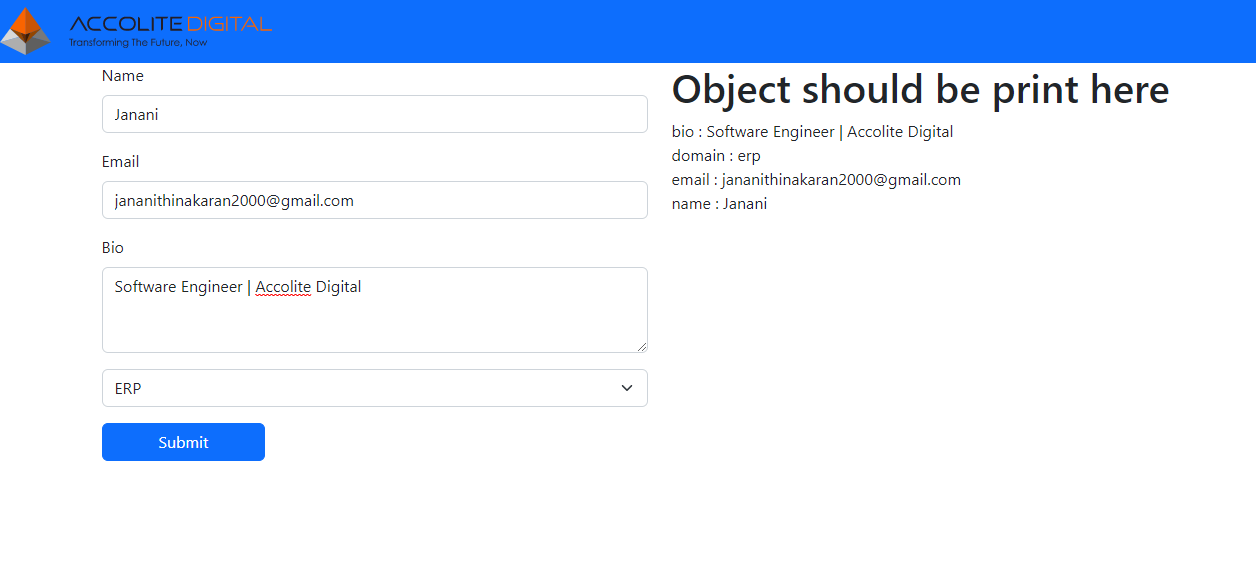 ACCOLITE DIGITAL
Transforming The Future, Now
Name
Janani
Email
jananithinakaran2000@gmail.com
Bio
Software Engineer | Accolite Digital
ERP
Submit
Object should be print here
bio : Software Engineer | Accolite Digital
domain : erp
email : jananithinakaran2000@gmail.com
name : Janani